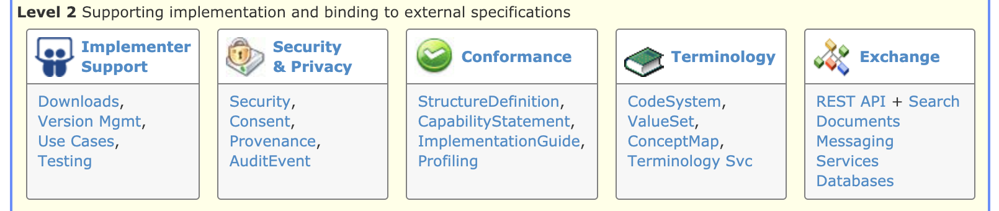 Level 2 Supporting implementation and binding to external specifications
Implementer
Support
Downloads,
Version Mgmt,
Use Cases,
Testing
Security
& Privacy
Security,
Consent,
Provenance,
AuditEvent
Conformance
StructureDefinition,
CapabilityStatement,
ImplementationGuide,
Profiling
Terminology
CodeSystem,
ValueSet,
ConceptMap,
Terminology Svc
Exchange
REST API + Search
Documents
Messaging
Services
Databases